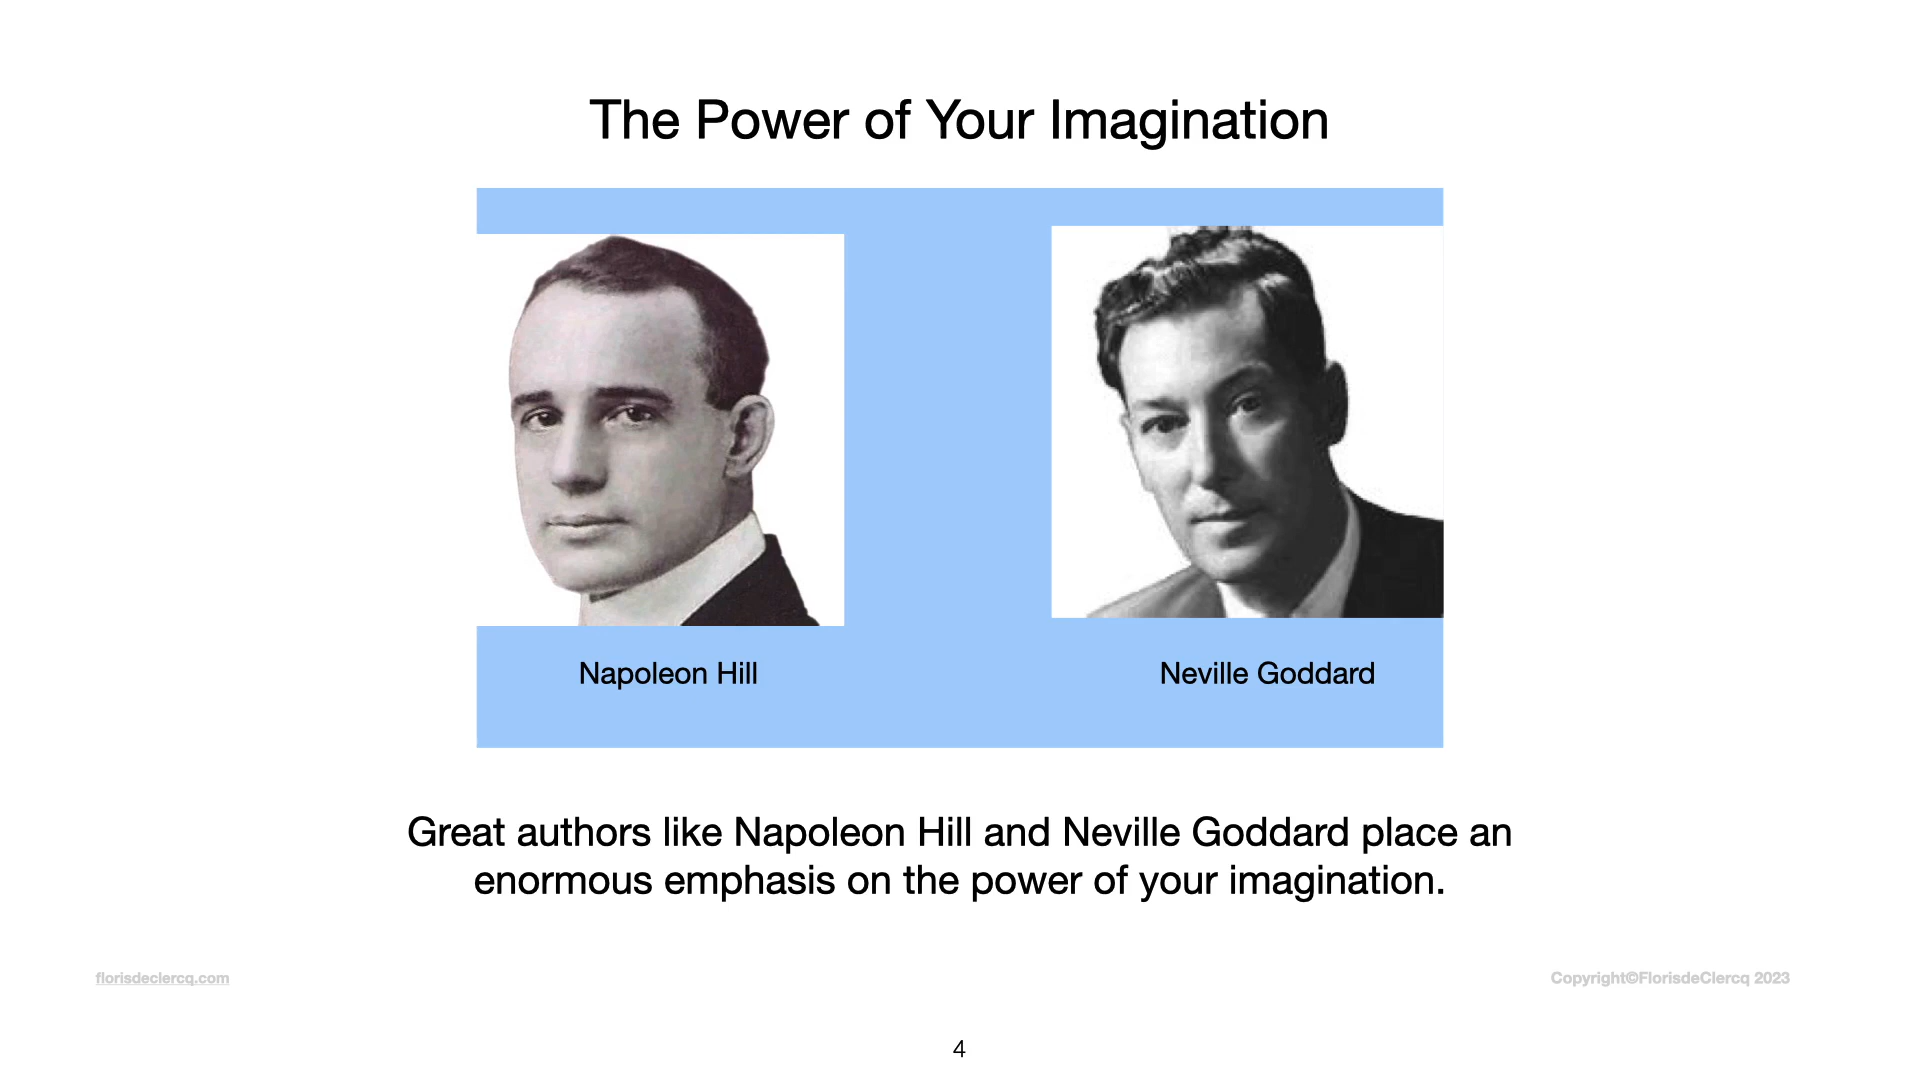 The Power of Your Imagination
Napoleon Hill
Neville Goddard
Great authors like Napoleon Hill and Neville Goddard place an
enormous emphasis on the power of your imagination.
florisdeclercq.com
Copyright©FlorisdeClercq 2023
4